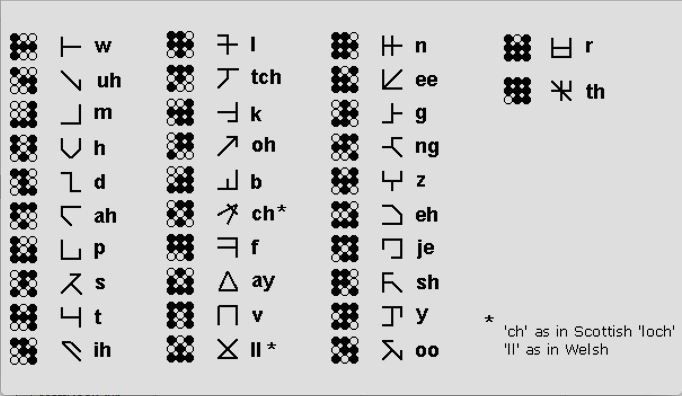 w l n r
uh tch ee th
m k g
h oh ng
d b z
ah ch* eh
p f je
s ay sh
t v y
ih ll* oo
* 'ch' as in Scottish 'loch'
'll' as in Welsh